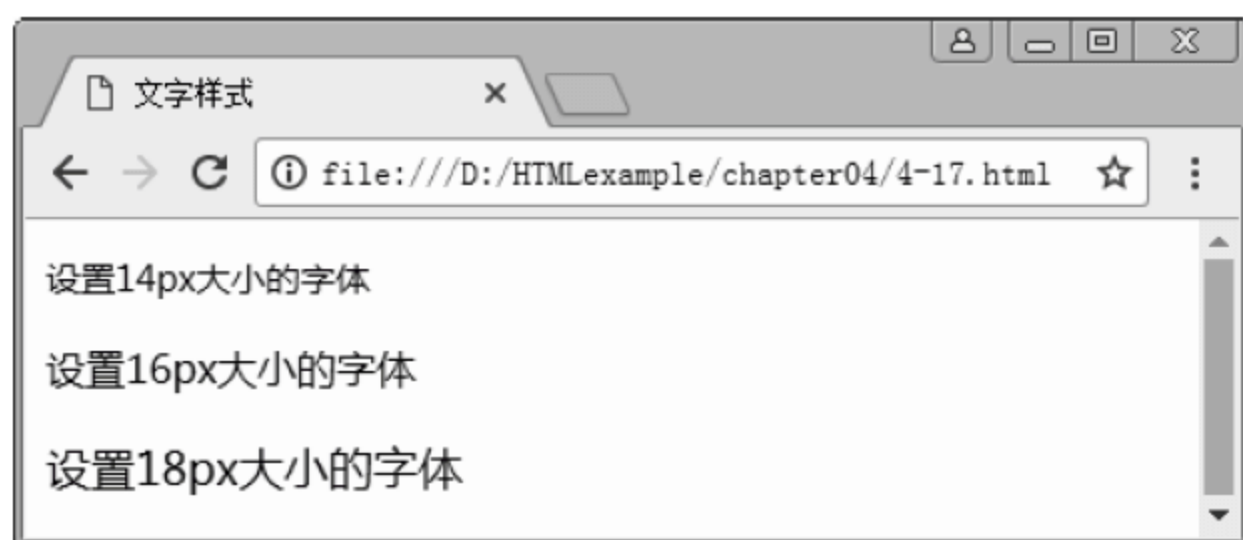 文字样式
file:///D:/HTMLexample/chapter04/4-17.html
设置14px大小的字体
设置16px大小的字体
设置18px大小的字体